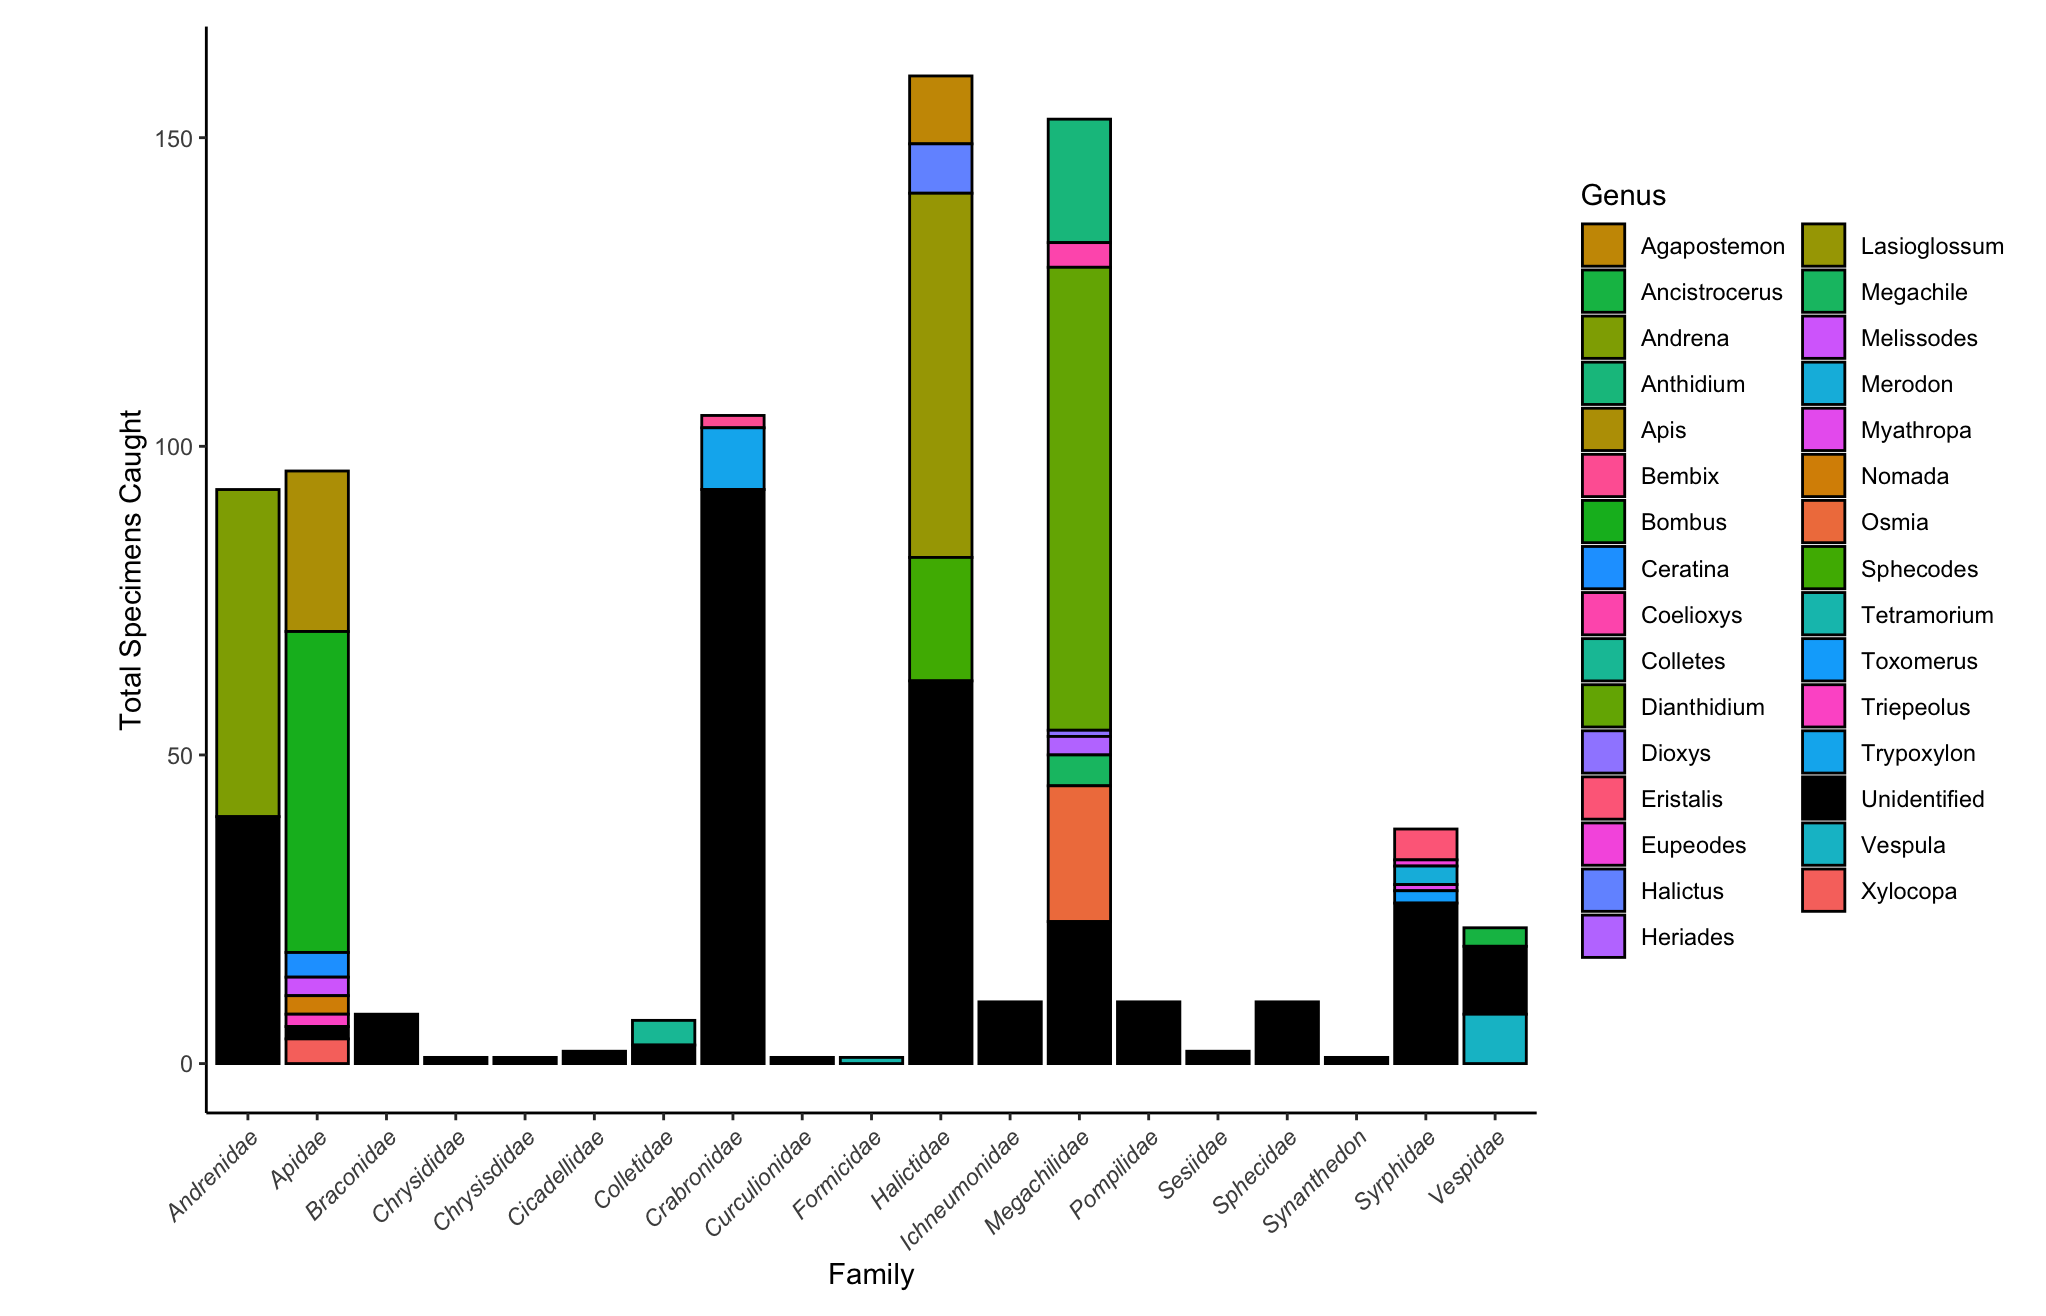 Total Specimens Caught
150
100
50
0
Andrenidae
Apidae
Braconidae
Chrysididae
Chrysisdidae
Cicadellidae
Colletidae
Crabronidae
Curculionidae
Formicidae
Halictidae
Ichneumonidae
Megachilidae
Pompilidae
Sesiidae
Sphecidae
Synanthedon
Syrphidae
Vespidae
Family
Genus
Agapostemon
Ancistrocerus
Andrena
Anthidium
Apis
Bembix
Bombus
Ceratina
Coelioxys
Colletes
Dianthidium
Dioxys
Eristalis
Eupeodes
Halictus
Heriades
Lasioglossum
Megachile
Melissodes
Merodon
Myathropa
Nomada
Osmia
Sphecodes
Tetramorium
Toxomerus
Triepeolus
Trypoxylon
Unidentified
Vespula
Xylocopa